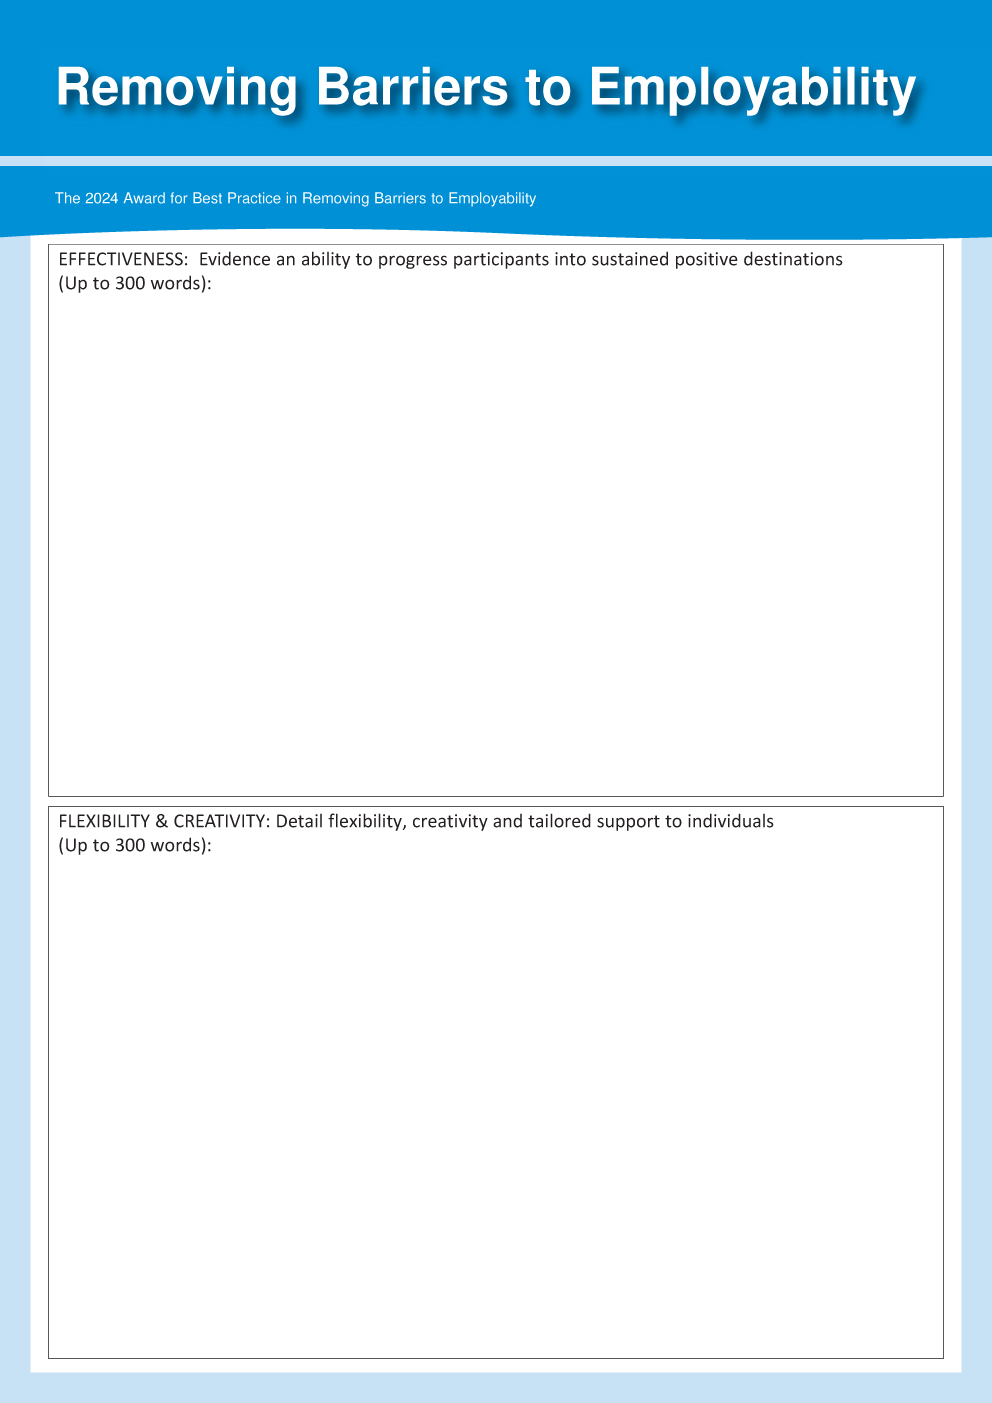 Removing Barriers to Employability
The 2024 Award for Best Practice in Removing Barriers to Employability
EFFECTIVENESS:  Evidence an ability to progress participants into sustained positive destinations
(Up to 300 words):
FLEXIBILITY & CREATIVITY: Detail flexibility, creativity and tailored support to individuals
(Up to 300 words):